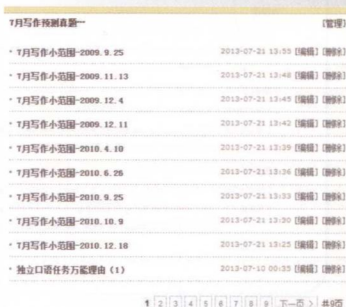 7月写作预测真题… [管理]
· 7月写作小范围-2009.9.25 2013-07-21 13:55 [编辑] [删除]
· 7月写作小范围-2009.11.13 2013-07-21 13:48 [编辑] [删除]
· 7月写作小范围-2009.12.4 2013-07-21 13:45 [编辑] [删除]
· 7月写作小范围-2009.12.11 2013-07-21 13:42 [编辑] [删除]
· 7月写作小范围-2010.4.10 2013-07-21 13:39 [编辑] [删除]
· 7月写作小范围-2010.6.26 2013-07-21 13:36 [编辑] [删除]
· 7月写作小范围-2010.9.25 2013-07-21 13:33 [编辑] [删除]
· 7月写作小范围-2010.10.9 2013-07-21 13:30 [编辑] [删除]
· 7月写作小范围-2010.12.18 2013-07-21 13:25 [编辑] [删除]
· 独立口语任务万能理由（1） 2013-07-10 00:35 [编辑] [删除]
1 2 3 4 5 6 7 8 9 下一页 > 共9页